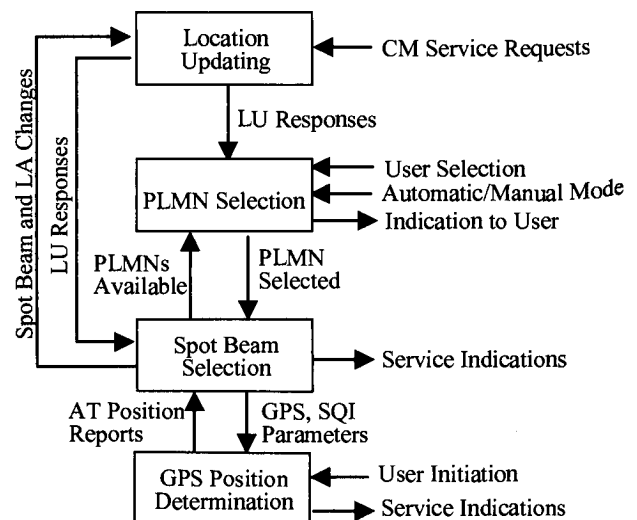 Location
Updating
CM Service Requests
Spot Beam and LA Changes
LU Responses
LU Responses
User Selection
Automatic/Manual Mode
PLMN Selection
Indication to User
PLMNs
Available
PLMN
Selected
Spot Beam
Selection
Service Indications
AT Position
Reports
GPS, SQI
Parameters
GPS Position
Determination
User Initiation
Service Indications